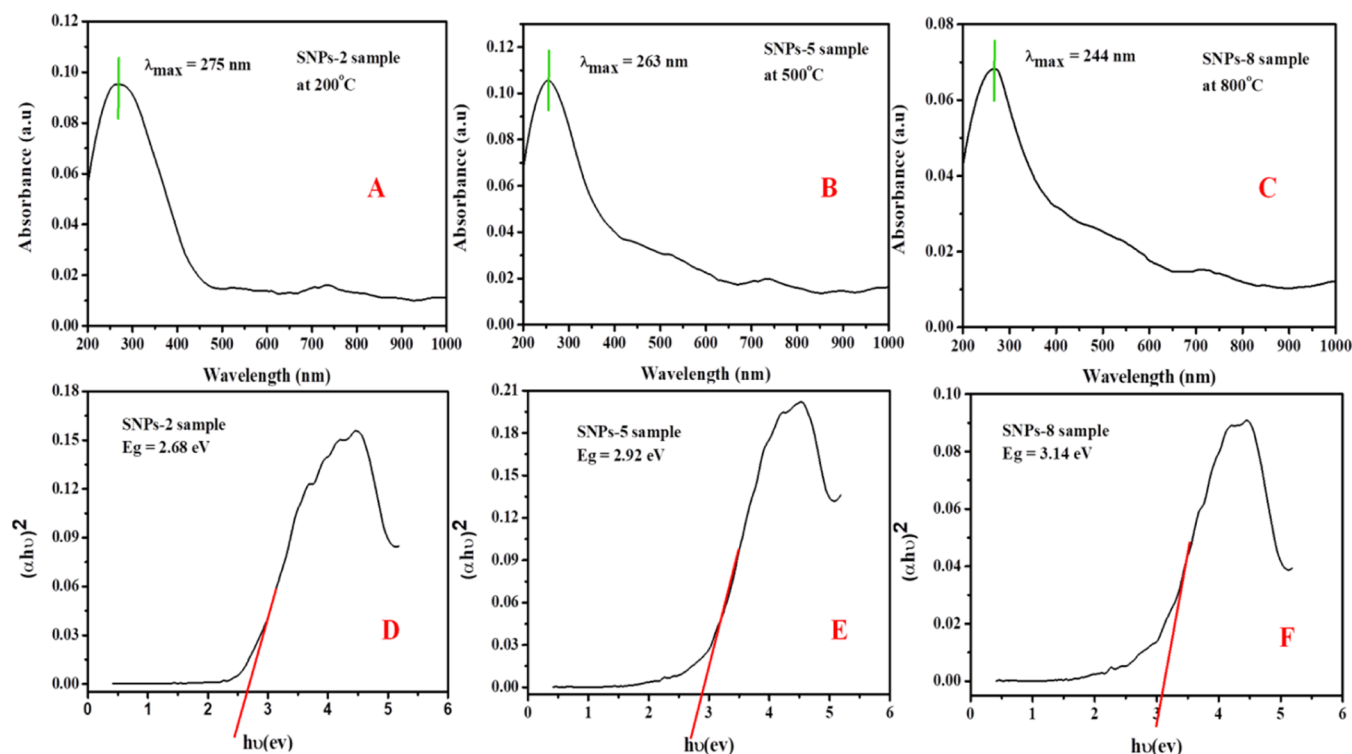 0.12
0.10
0.08
0.06
0.04
0.02
0.00
Absorbance (a.u)
λmax = 275 nm
SNPs-2 sample
at 200°C
A
200 300 400 500 600 700 800 900 1000
Wavelength (nm)
0.12
0.10
0.08
0.06
0.04
0.02
0.00
Absorbance (a.u)
λmax = 263 nm
SNPs-5 sample
at 500°C
B
200 300 400 500 600 700 800 900 1000
Wavelength (nm)
0.08
0.06
0.04
0.02
0.00
Absorbance (a.u)
λmax = 244 nm
SNPs-8 sample
at 800°C
C
200 300 400 500 600 700 800 900 1000
Wavelength (nm)
0.18
0.15
0.12
0.09
0.06
0.03
0.00
(αhυ)²
SNPs-2 sample
Eg = 2.68 eV
D
0 1 2 3 4 5 6
hυ(ev)
0.21
0.18
0.15
0.12
0.09
0.06
0.03
0.00
(αhυ)²
SNPs-5 sample
Eg = 2.92 eV
E
0 1 2 3 4 5 6
hυ(ev)
0.10
0.08
0.06
0.04
0.02
0.00
(αhυ)²
SNPs-8 sample
Eg = 3.14 eV
F
0 1 2 3 4 5 6
hυ(ev)